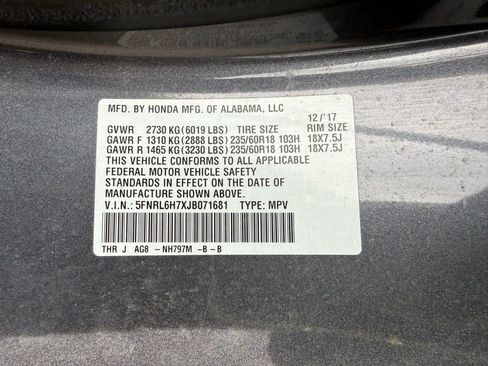 MFD. BY HONDA MFG. OF ALABAMA, LLC 12/'17
GVWR 2730 KG(6019 LBS) TIRE SIZE RIM SIZE
GAWR F 1310 KG(2888 LBS) 235/60R18 103H 18X7.5J
GAWR R 1465 KG(3230 LBS) 235/60R18 103H 18X7.5J
THIS VEHICLE CONFORMS TO ALL APPLICABLE
FEDERAL MOTOR VEHICLE SAFETY
STANDARDS IN EFFECT ON THE DATE OF
MANUFACTURE SHOWN ABOVE.
V.I.N.: 5FNRL6H7XJB071681 TYPE: MPV
THR J AG8 -NH797M -B-B